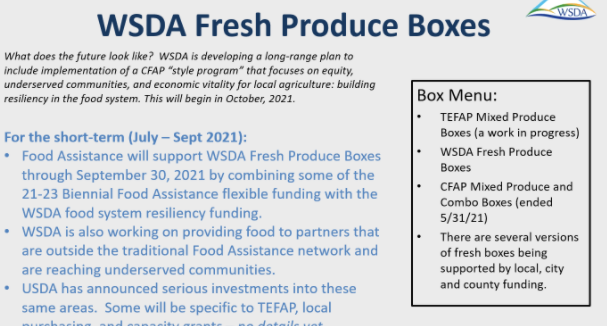 WSDA Fresh Produce Boxes
WSDA
What does the future look like?  WSDA is developing a long-range plan to
include implementation of a CFAP “style program” that focuses on equity,
underserved communities, and economic vitality for local agriculture: building
resiliency in the food system. This will begin in October, 2021.
For the short-term (July – Sept 2021):
• Food Assistance will support WSDA Fresh Produce Boxes
through September 30, 2021 by combining some of the
21-23 Biennial Food Assistance flexible funding with the
WSDA food system resiliency funding.
• WSDA is also working on providing food to partners that
are outside the traditional Food Assistance network and
are reaching underserved communities.
• USDA has announced serious investments into these
same areas.  Some will be specific to TEFAP, local
purchasing, and capacity grants – no details yet
Box Menu:
• TEFAP Mixed Produce
Boxes (a work in progress)
• WSDA Fresh Produce
Boxes
• CFAP Mixed Produce and
Combo Boxes (ended
5/31/21)
• There are several versions
of fresh boxes being
supported by local, city
and county funding.